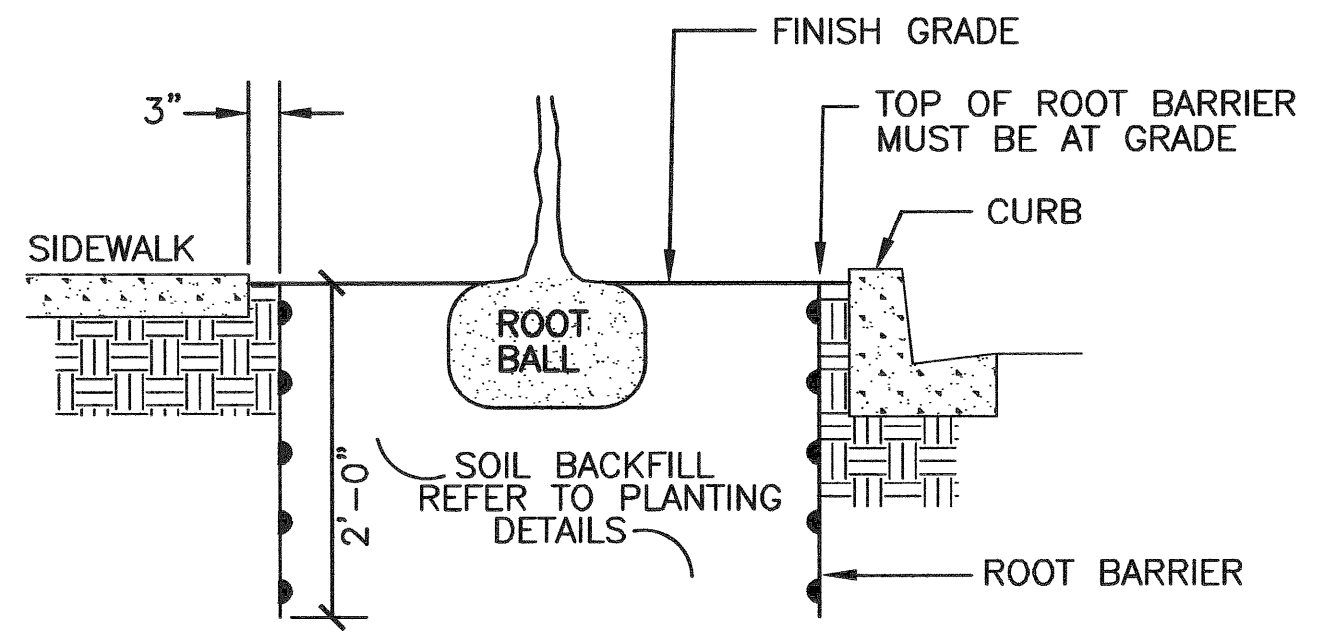 FINISH GRADE
3"
TOP OF ROOT BARRIER
MUST BE AT GRADE
CURB
SIDEWALK
ROOT
BALL
2'-0"
SOIL BACKFILL
REFER TO PLANTING
DETAILS
ROOT BARRIER